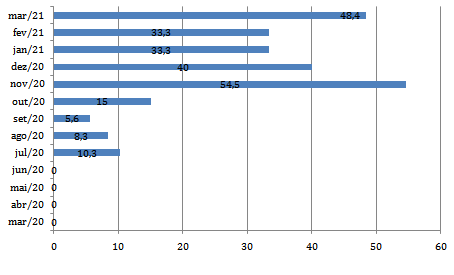 mar/21 48,4
fev/21 33,3
jan/21 33,3
dez/20 40
nov/20 54,5
out/20 15
set/20 5,6
ago/20 8,3
jul/20 10,3
jun/20 0
mai/20 0
abr/20 0
mar/20 0
0 10 20 30 40 50 60